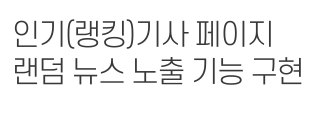 인기(랭킹)기사 페이지
랜덤 뉴스 노출 기능 구현